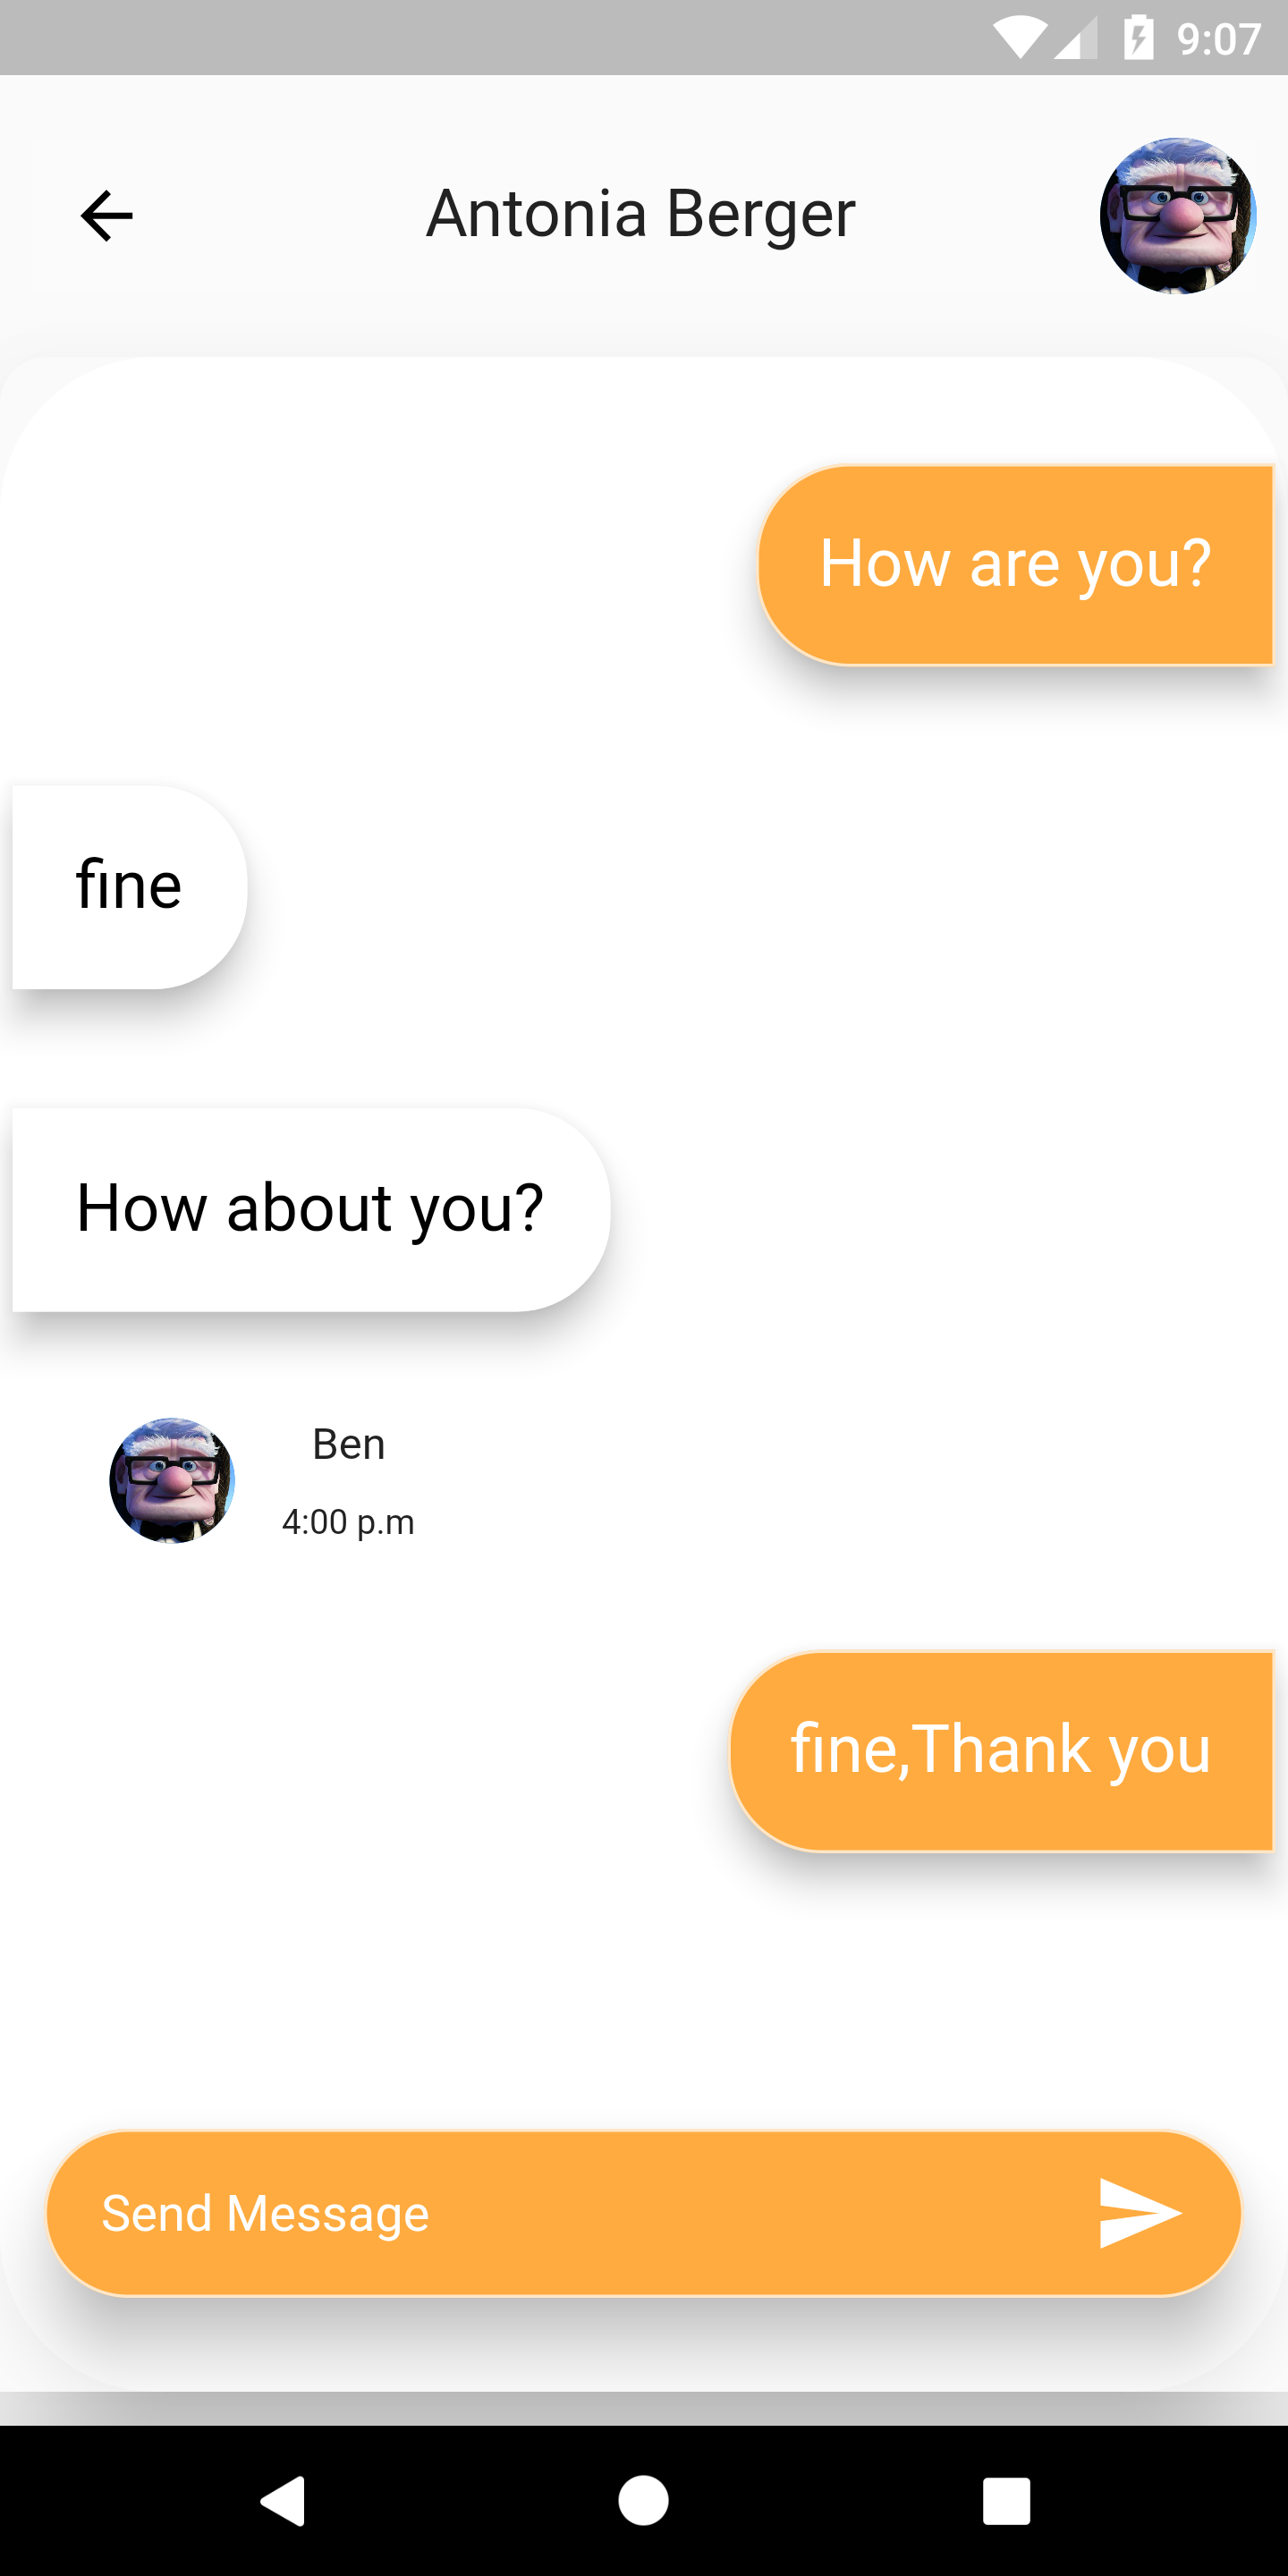 9:07
Antonia Berger
How are you?
fine
How about you?
Ben
4:00 p.m
fine,Thank you
Send Message